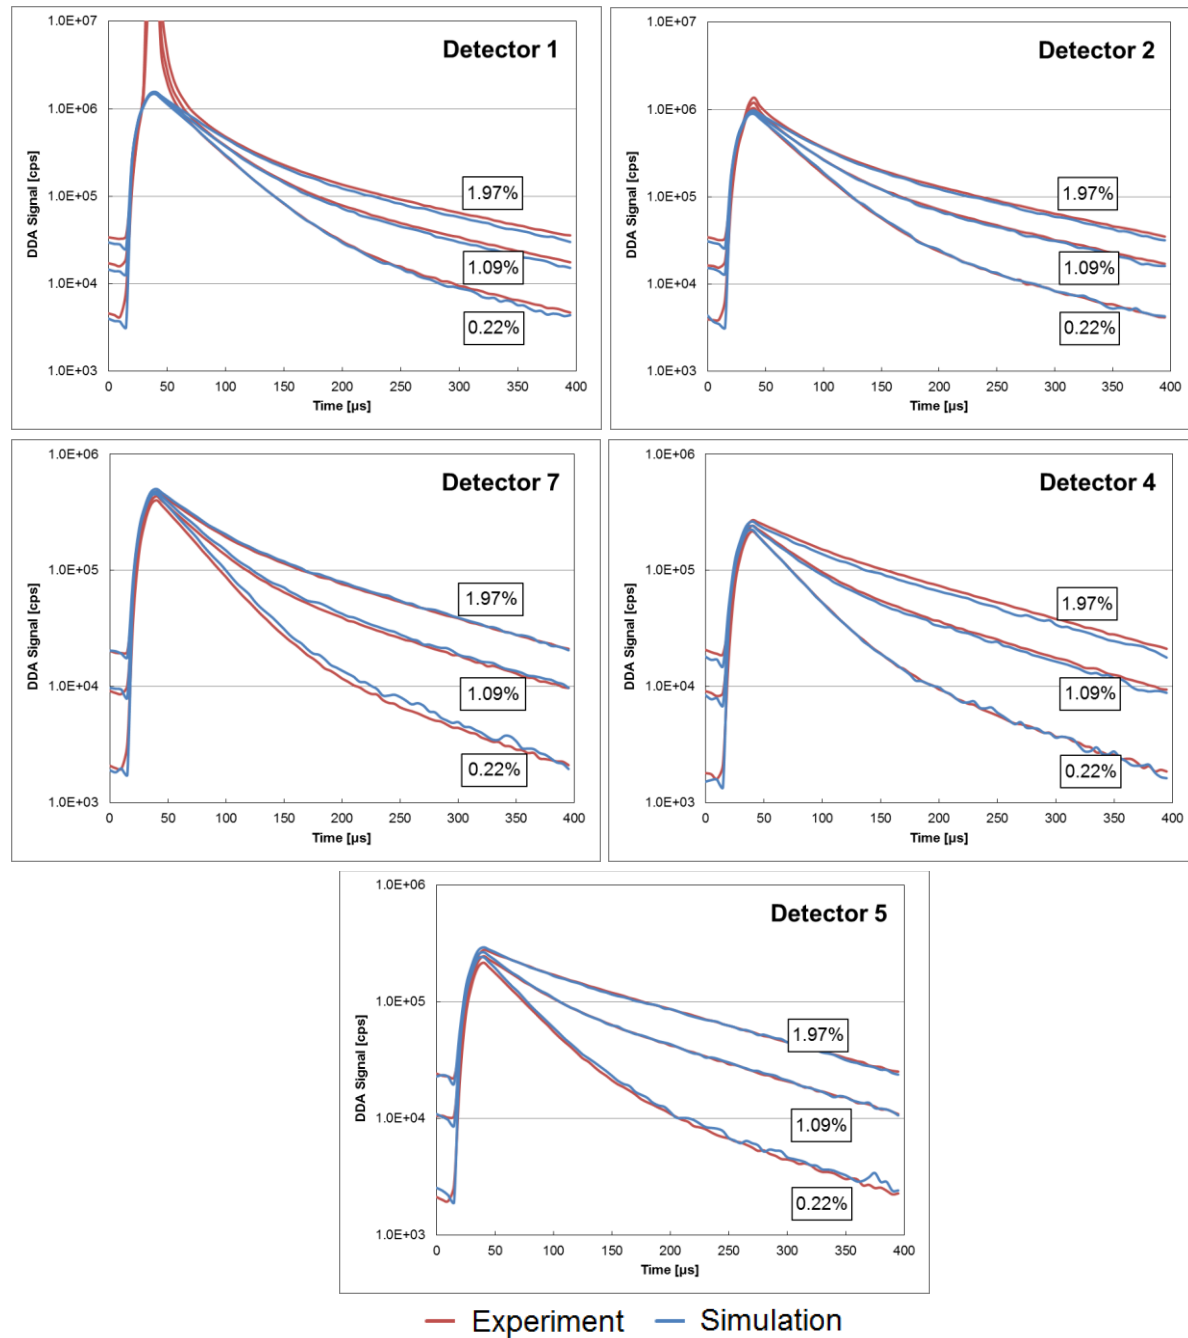 Detector 1
1.0E+07
1.0E+06
1.0E+05
1.0E+04
1.0E+03
DDA Signal [cps]
1.97%
1.09%
0.22%
0 50 100 150 200 250 300 350 400
Time [µs]
Detector 2
1.0E+07
1.0E+06
1.0E+05
1.0E+04
1.0E+03
DDA Signal [cps]
1.97%
1.09%
0.22%
0 50 100 150 200 250 300 350 400
Time [µs]
Detector 7
1.0E+06
1.0E+05
1.0E+04
1.0E+03
DDA Signal [cps]
1.97%
1.09%
0.22%
0 50 100 150 200 250 300 350 400
Time [µs]
Detector 4
1.0E+06
1.0E+05
1.0E+04
1.0E+03
DDA Signal [cps]
1.97%
1.09%
0.22%
0 50 100 150 200 250 300 350 400
Time [µs]
Detector 5
1.0E+06
1.0E+05
1.0E+04
1.0E+03
DDA Signal [cps]
1.97%
1.09%
0.22%
0 50 100 150 200 250 300 350 400
Time [µs]
Experiment Simulation